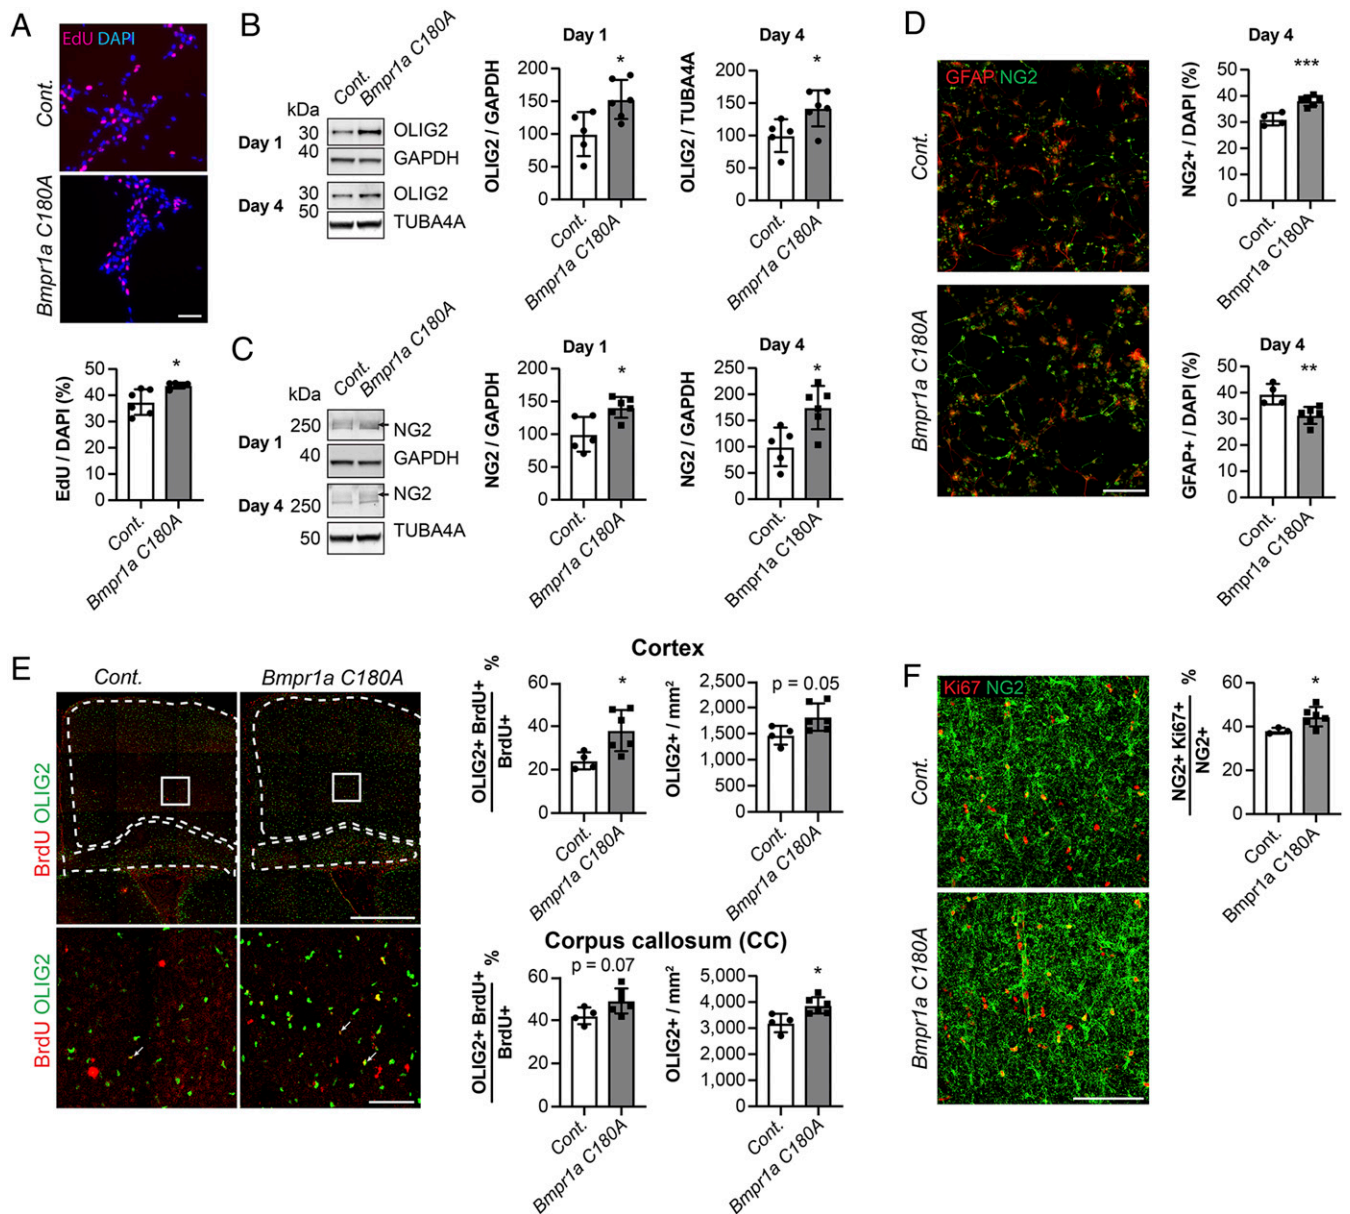 A
EdU DAPI
Cont.
Bmpr1a C180A
EdU / DAPI (%)
50
40
30
20
10
0
Cont.
Bmpr1a C180A
*
B
Cont.
Bmpr1a C180A
kDa
Day 1
30
OLIG2
40
GAPDH
Day 4
30
OLIG2
50
TUBA4A
Day 1
OLIG2 / GAPDH
200
150
100
50
0
*
Cont.
Bmpr1a C180A
Day 4
OLIG2 / TUBA4A
200
150
100
50
0
*
Cont.
Bmpr1a C180A
C
Cont.
Bmpr1a C180A
kDa
Day 1
250
NG2
40
GAPDH
Day 4
250
NG2
50
TUBA4A
Day 1
NG2 / GAPDH
200
150
100
50
0
*
Cont.
Bmpr1a C180A
Day 4
NG2 / GAPDH
250
200
150
100
50
0
*
Cont.
Bmpr1a C180A
D
GFAP NG2
Cont.
Bmpr1a C180A
Day 4
NG2+ / DAPI (%)
50
40
30
20
10
0
***
Cont.
Bmpr1a C180A
Day 4
GFAP+ / DAPI (%)
50
40
30
20
10
0
**
Cont.
Bmpr1a C180A
E
Cont.
Bmpr1a C180A
BrdU OLIG2
BrdU OLIG2
Cortex
OLIG2+ BrdU+
BrdU+
%
60
40
20
0
*
Cont.
Bmpr1a C180A
OLIG2+ / mm²
2,500
2,000
1,500
1,000
500
0
p = 0.05
Cont.
Bmpr1a C180A
Corpus callosum (CC)
OLIG2+ BrdU+
BrdU+
%
60
40
20
0
p = 0.07
Cont.
Bmpr1a C180A
OLIG2+ / mm²
5,000
4,000
3,000
2,000
1,000
0
*
Cont.
Bmpr1a C180A
F
Ki67 NG2
Cont.
Bmpr1a C180A
NG2+ Ki67+
NG2+
%
60
40
20
0
*
Cont.
Bmpr1a C180A